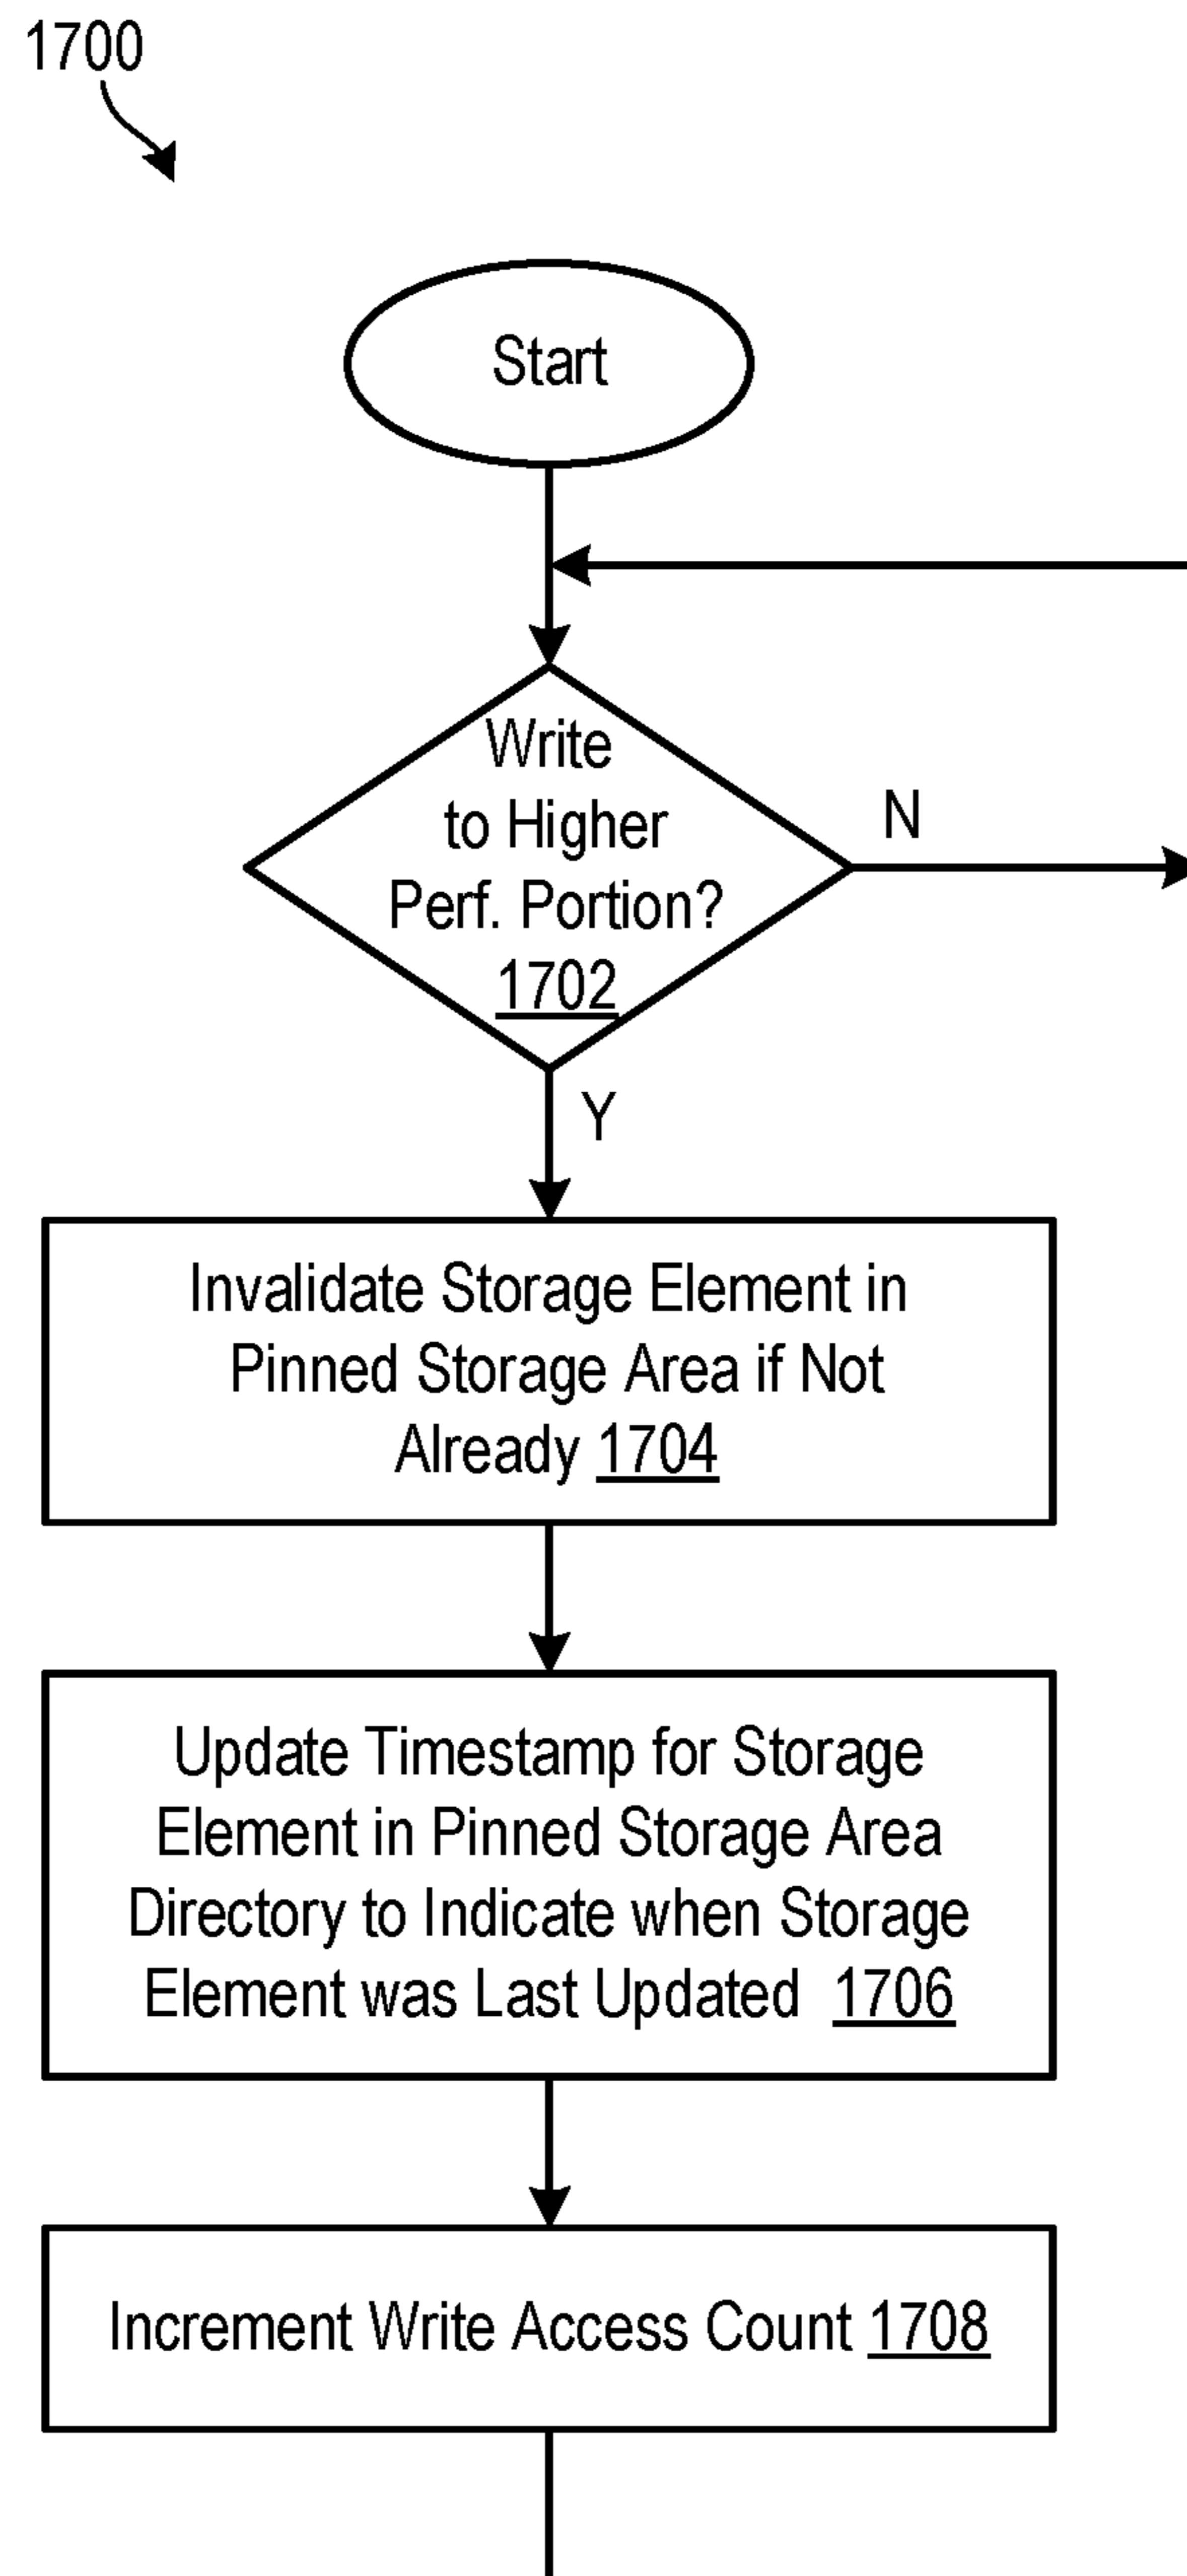 1700
Start
Write
to Higher
Perf. Portion?
1702
N
Y
Invalidate Storage Element in
Pinned Storage Area if Not
Already 1704
Update Timestamp for Storage
Element in Pinned Storage Area
Directory to Indicate when Storage
Element was Last Updated 1706
Increment Write Access Count 1708